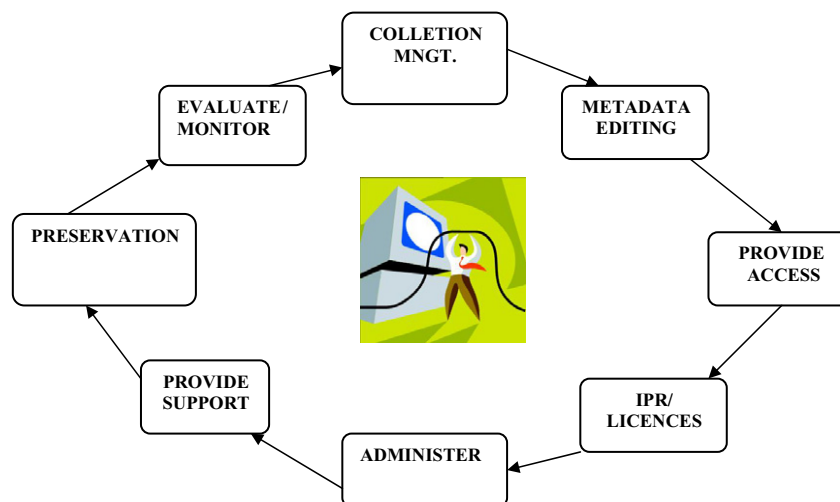 COLLETION
MNGT.
METADATA
EDITING
PROVIDE
ACCESS
IPR/
LICENCES
ADMINISTER
PROVIDE
SUPPORT
PRESERVATION
EVALUATE/
MONITOR